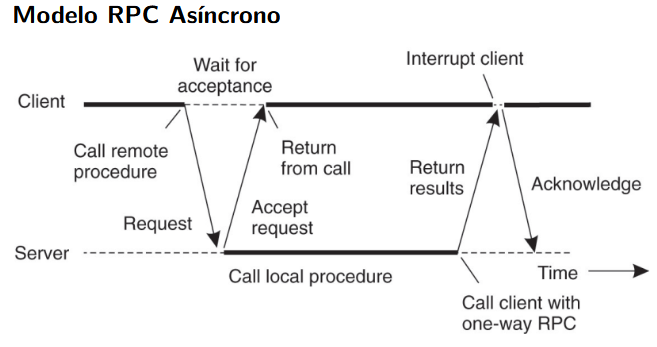 Modelo RPC Asíncrono
Wait for
acceptance
Interrupt client
Client
Call remote
procedure
Return
from call
Return
results
Acknowledge
Request
Accept
request
Server
Call local procedure
Time
Call client with
one-way RPC